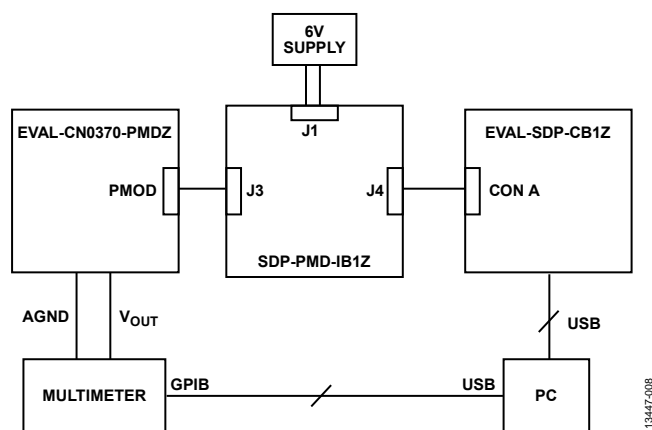 6V
SUPPLY
J1
EVAL-CN0370-PMDZ
EVAL-SDP-CB1Z
PMOD
J3
J4
CON A
SDP-PMD-IB1Z
AGND
VOUT
USB
MULTIMETER
GPIB
USB
PC
13447-008